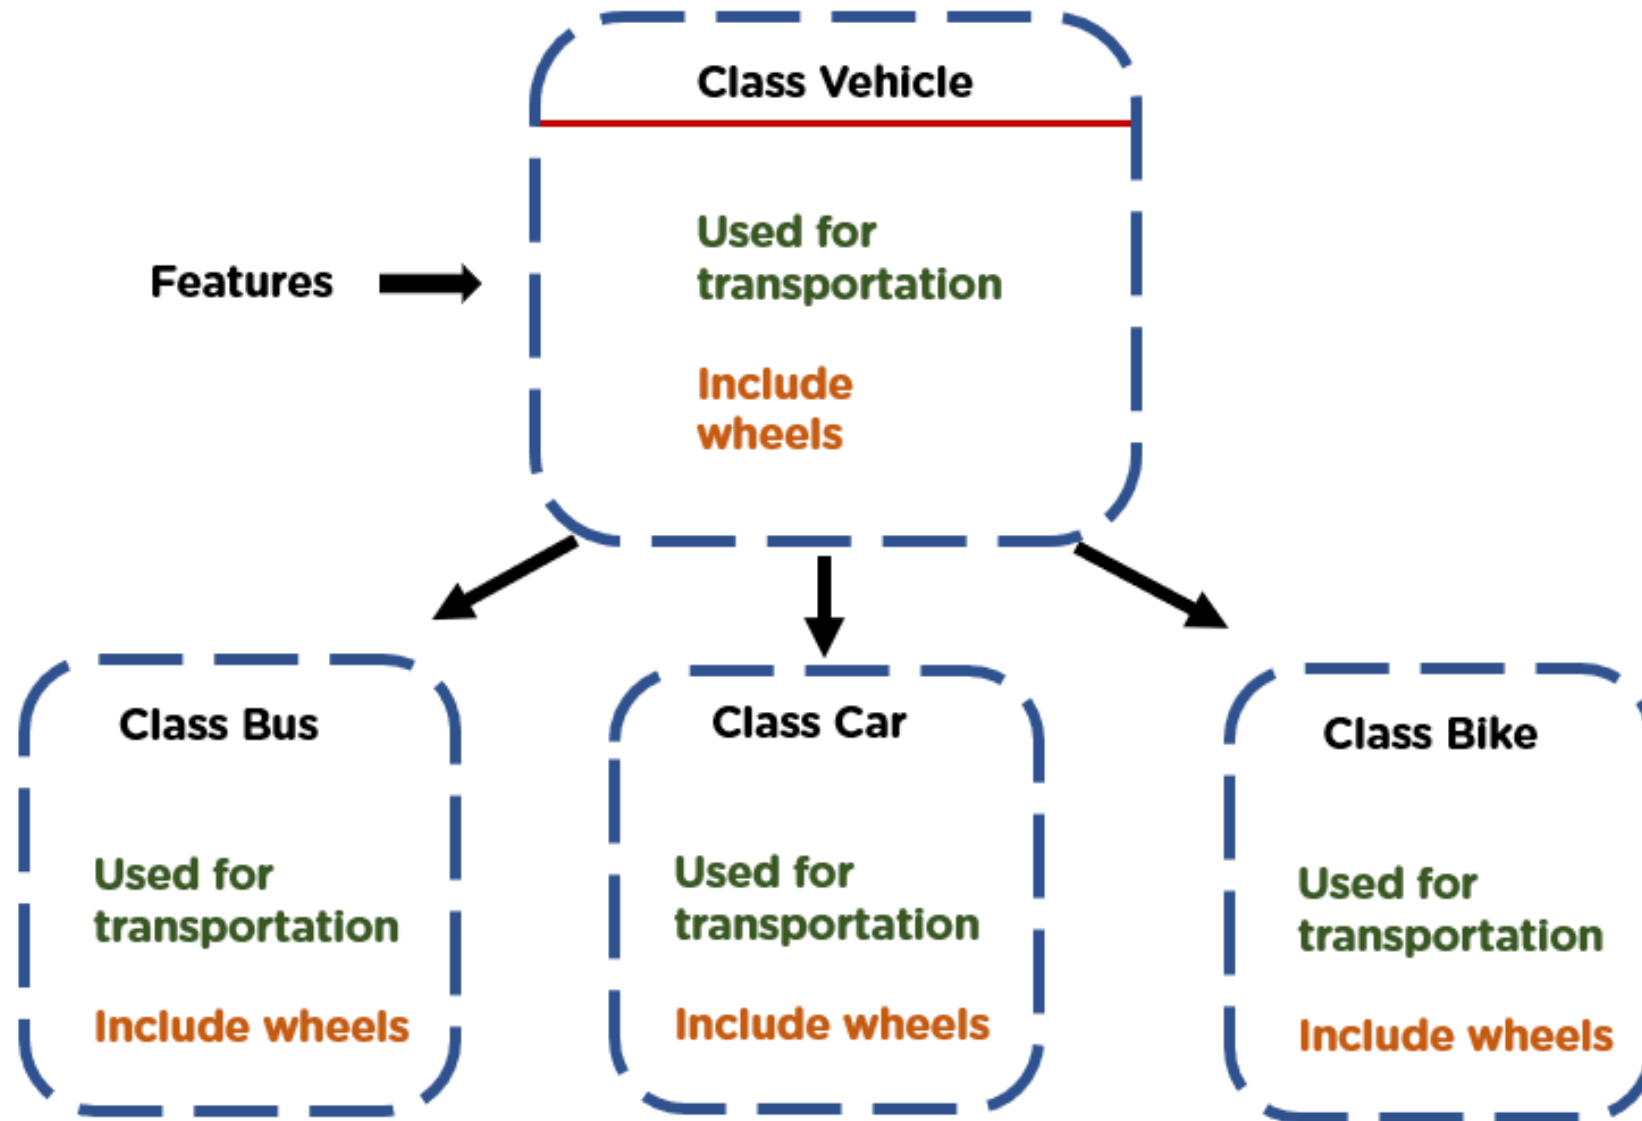 Class Vehicle
Features
Used for
transportation
Include
wheels
Class Bus
Used for
transportation
Include wheels
Class Car
Used for
transportation
Include wheels
Class Bike
Used for
transportation
Include wheels